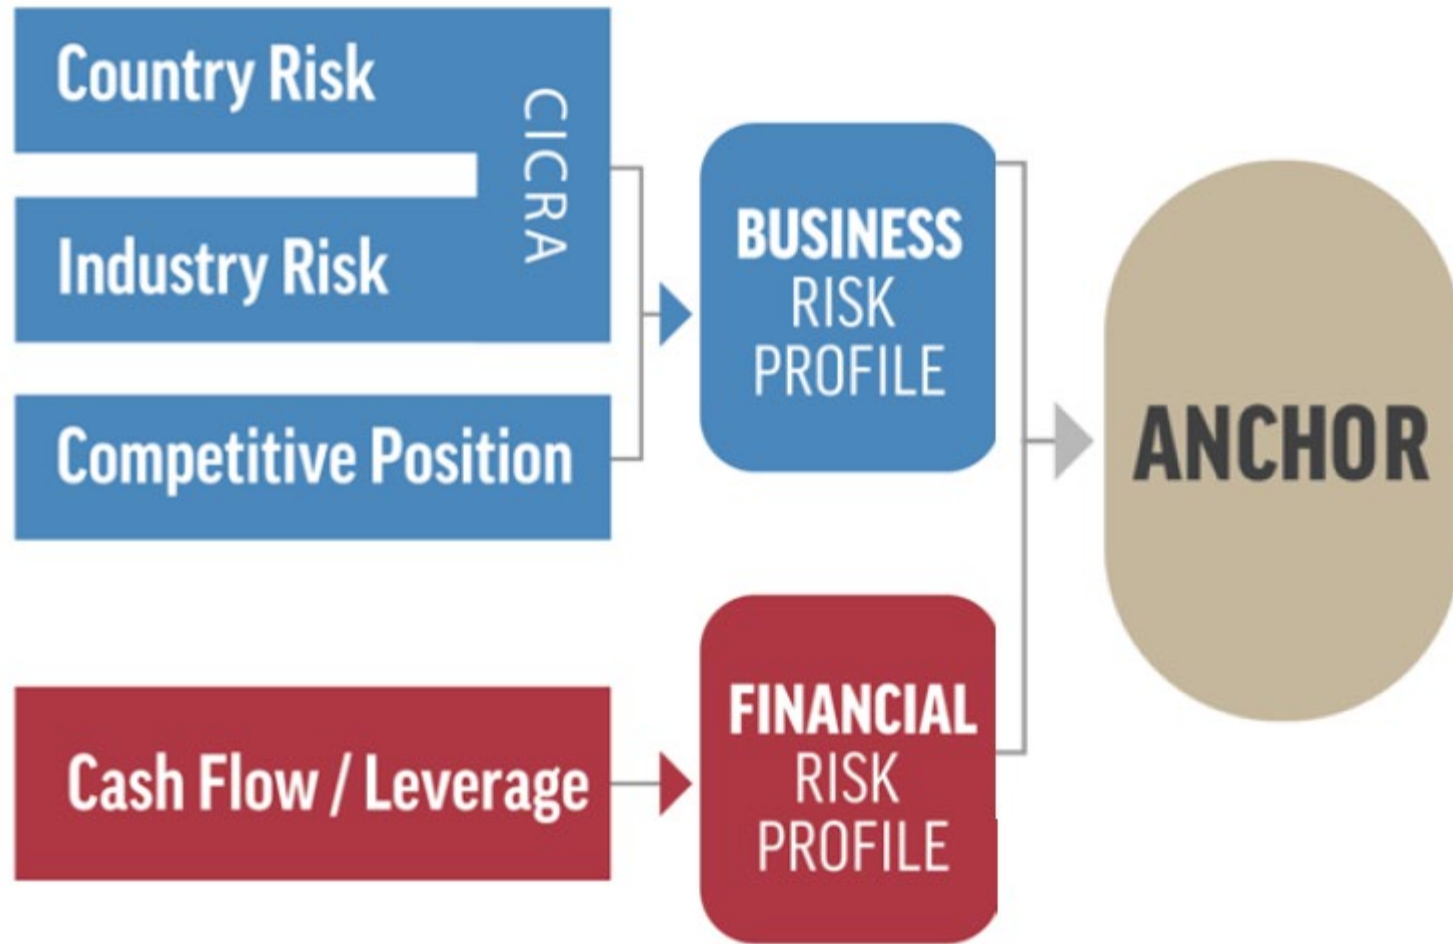 Country Risk
CICRA
Industry Risk
Competitive Position
BUSINESS
RISK
PROFILE
ANCHOR
Cash Flow / Leverage
FINANCIAL
RISK
PROFILE